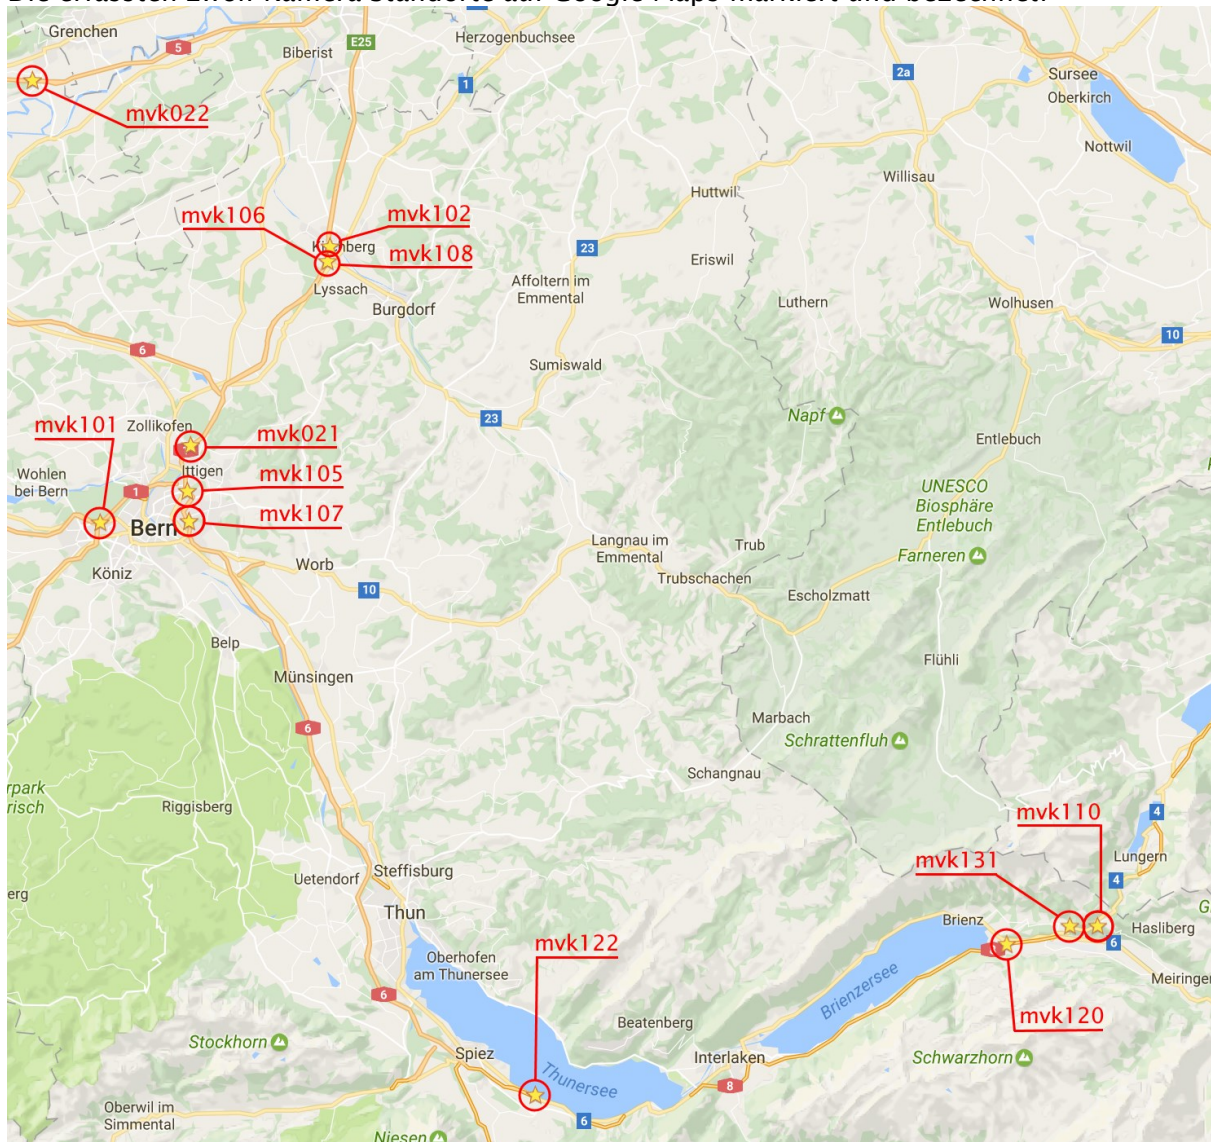 Die erfassten zwölf Kamera Standorte auf Google Maps markiert und bezeichnet:
Grenchen
5
Biberist
E25
Herzogenbuchsee
1
2a
Sursee
Oberkirch
Nottwil
mvk022
Willisau
Huttwil
mvk106
mvk102
mvk108
23
Eriswil
Lyssach
Burgdorf
Affoltern im
Emmental
Luthern
Wolhusen
10
6
Sumiswald
23
Napf
Entlebuch
mvk101
Zollikofen
mvk021
Ittigen
Wohlen
bei Bern
1
mvk105
mvk107
Bern
UNESCO
Biosphäre
Entlebuch
Köniz
Worb
10
Langnau im
Emmental
Trub
Trubschachen
Farneren
Escholzmatt
Belp
Münsingen
Flühli
6
Marbach
Schrattenfluh
Schangnau
rpark
risch
Riggisberg
mvk110
4
Lungern
mvk131
4
Uetendorf
Steffisburg
erg
Thun
Brienz
Hasliberg
G
6
mvk122
Oberhofen
am Thunersee
Meiringe
6
Brienzersee
mvk120
Beatenberg
Stockhorn
Spiez
Interlaken
Schwarzhorn
Thunersee
8
Oberwil im
Simmental
6
Niesen